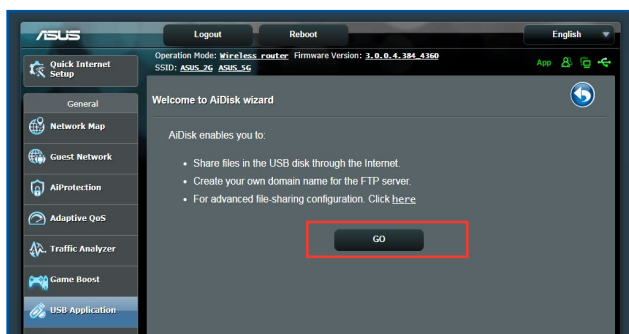 ASUS
Logout
Reboot
English
Quick Internet
Setup
Operation Mode: Wireless router Firmware Version: 3.0.0.4.384_4360
SSID: ASUS_2G ASUS_5G
App
General
Network Map
Guest Network
AiProtection
Adaptive QoS
Traffic Analyzer
Game Boost
USB Application
Welcome to AiDisk wizard
AiDisk enables you to:
• Share files in the USB disk through the Internet.
• Create your own domain name for the FTP server.
• For advanced file-sharing configuration. Click here
GO